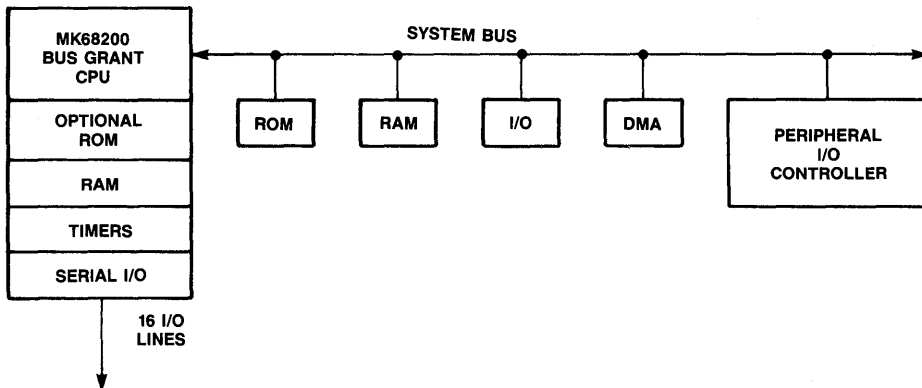 MK68200
BUS GRANT
CPU
OPTIONAL
ROM
RAM
TIMERS
SERIAL I/O
16 I/O
LINES
SYSTEM BUS
ROM
RAM
I/O
DMA
PERIPHERAL
I/O
CONTROLLER